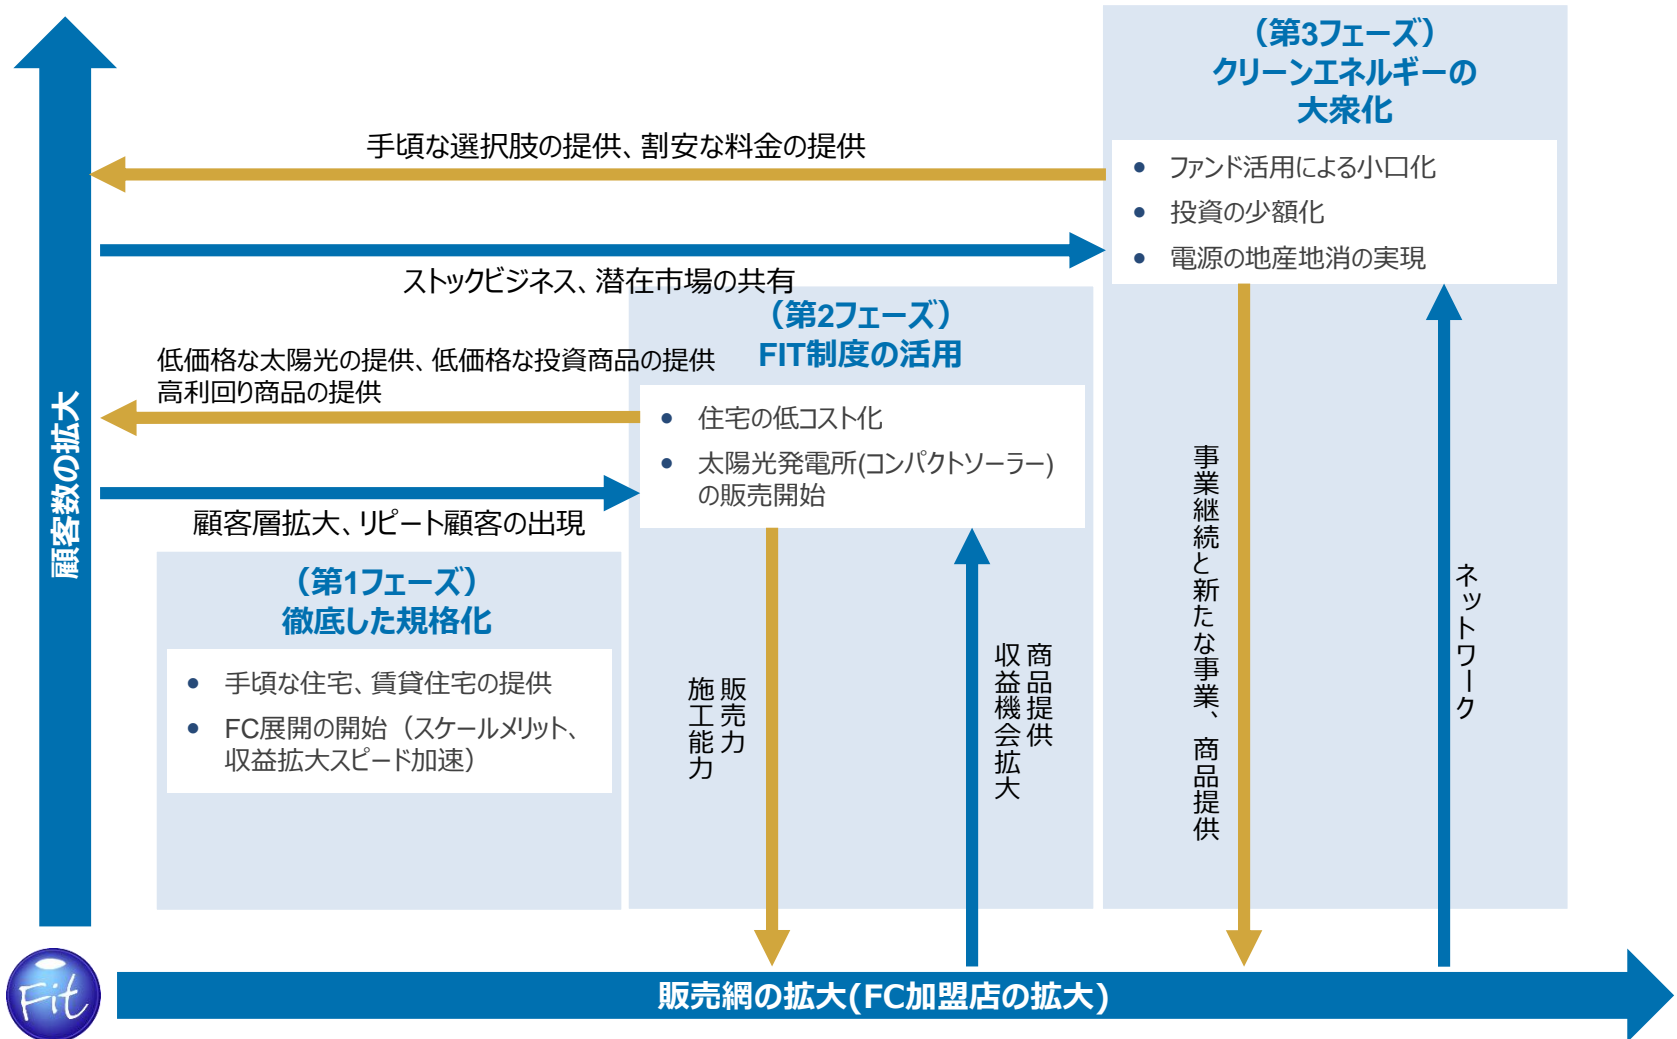 (第3フェーズ)
クリーンエネルギーの
大衆化
• ファンド活用による小口化
• 投資の少額化
• 電源の地産地消の実現
手頃な選択肢の提供、割安な料金の提供
ストックビジネス、潜在市場の共有
(第2フェーズ)
FIT制度の活用
• 住宅の低コスト化
• 太陽光発電所(コンパクトソーラー)
の販売開始
低価格な太陽光の提供、低価格な投資商品の提供
高利回り商品の提供
顧客層拡大、リピート顧客の出現
(第1フェーズ)
徹底した規格化
• 手頃な住宅、賃貸住宅の提供
• FC展開の開始(スケールメリット、
収益拡大スピード加速)
顧客数の拡大
販売力
施工能力
商品提供
収益機会拡大
事業継続と新たな事業、商品提供
ネットワーク
Fit
販売網の拡大(FC加盟店の拡大)